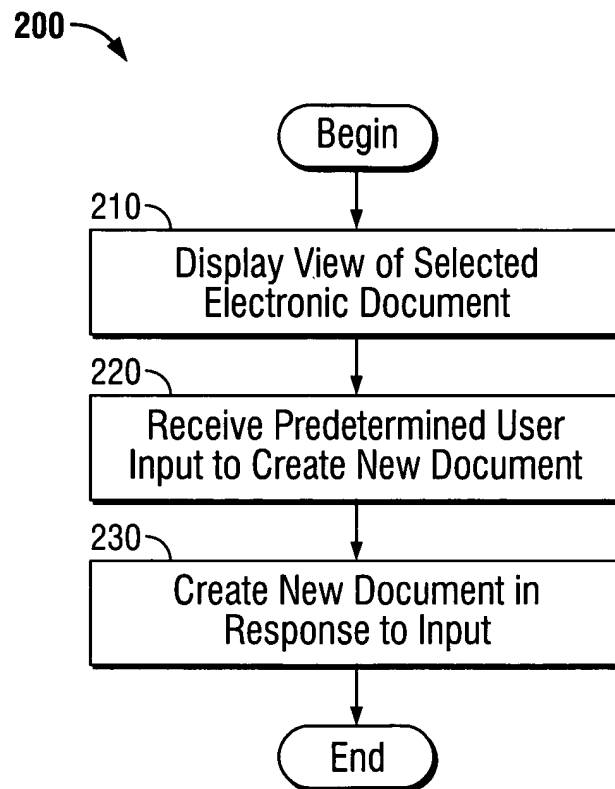 200
Begin
210
Display View of Selected
Electronic Document
220
Receive Predetermined User
Input to Create New Document
230
Create New Document in
Response to Input
End